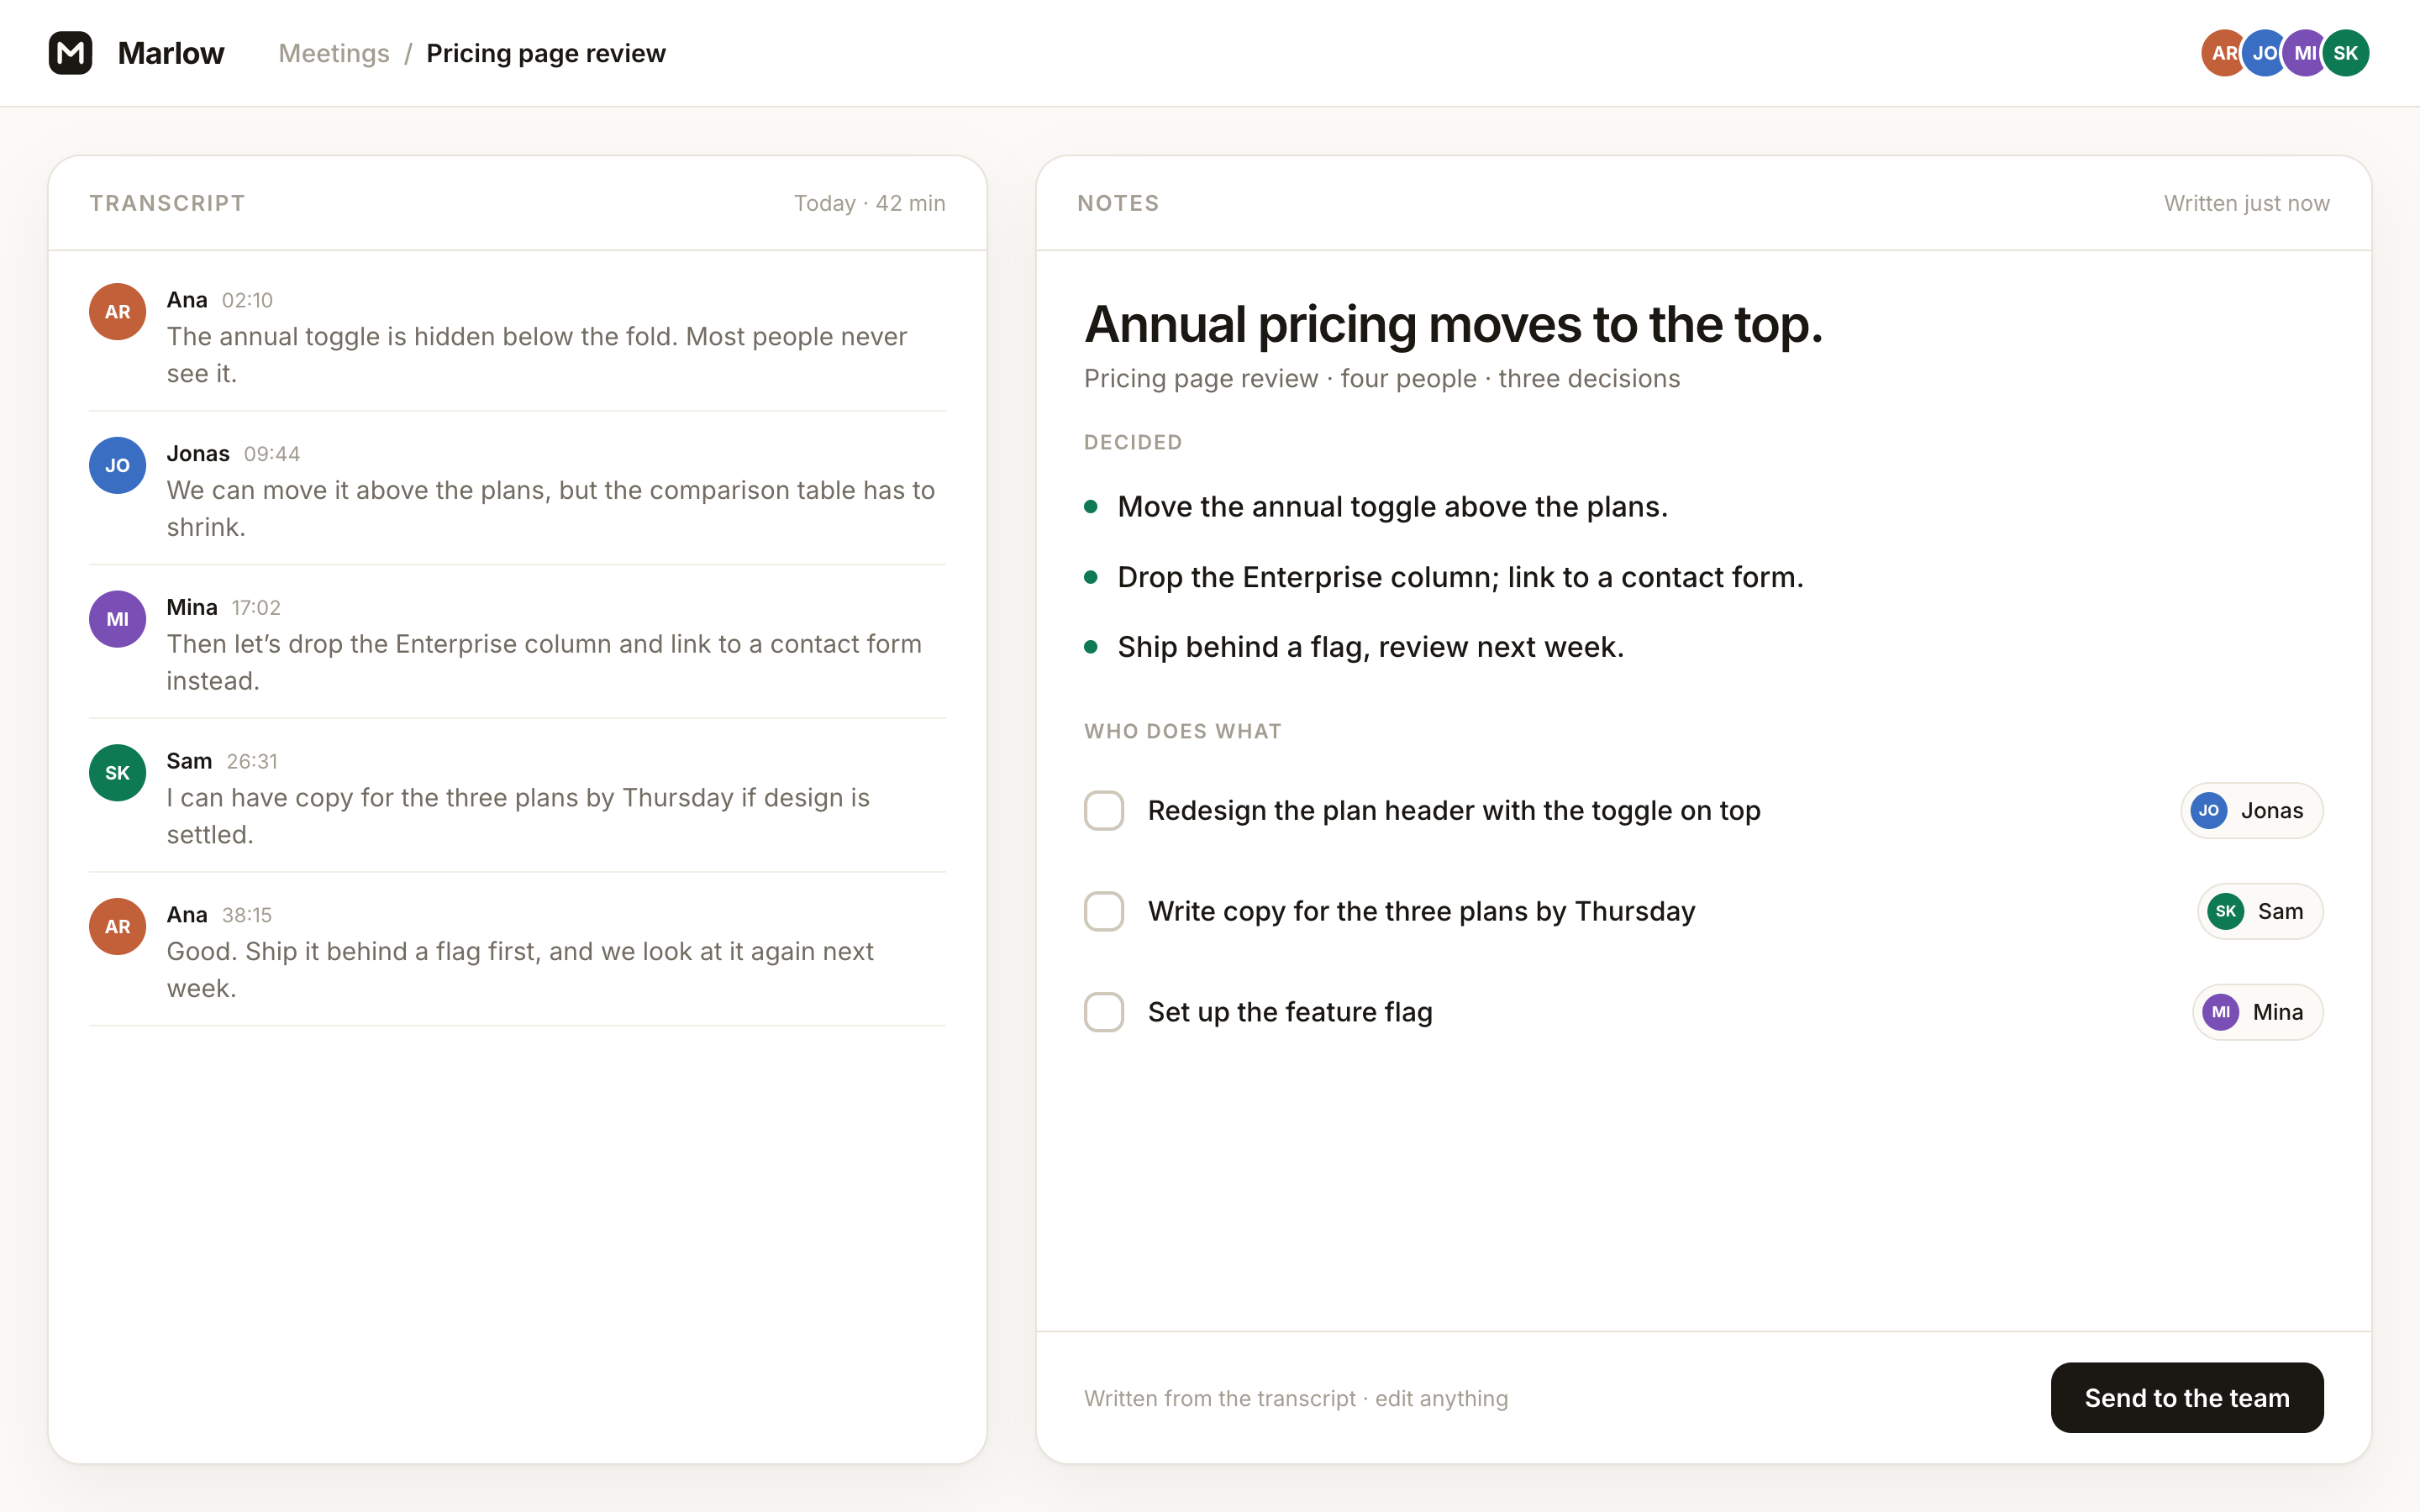 M Marlow Meetings / Pricing page review AR JO MI SK
TRANSCRIPT Today · 42 min
AR Ana 02:10
The annual toggle is hidden below the fold. Most people never
see it.
JO Jonas 09:44
We can move it above the plans, but the comparison table has to
shrink.
MI Mina 17:02
Then let’s drop the Enterprise column and link to a contact form
instead.
SK Sam 26:31
I can have copy for the three plans by Thursday if design is
settled.
AR Ana 38:15
Good. Ship it behind a flag first, and we look at it again next
week.
NOTES Written just now
Annual pricing moves to the top.
Pricing page review · four people · three decisions
DECIDED
Move the annual toggle above the plans.
Drop the Enterprise column; link to a contact form.
Ship behind a flag, review next week.
WHO DOES WHAT
Redesign the plan header with the toggle on top JO Jonas
Write copy for the three plans by Thursday SK Sam
Set up the feature flag MI Mina
Written from the transcript · edit anything Send to the team